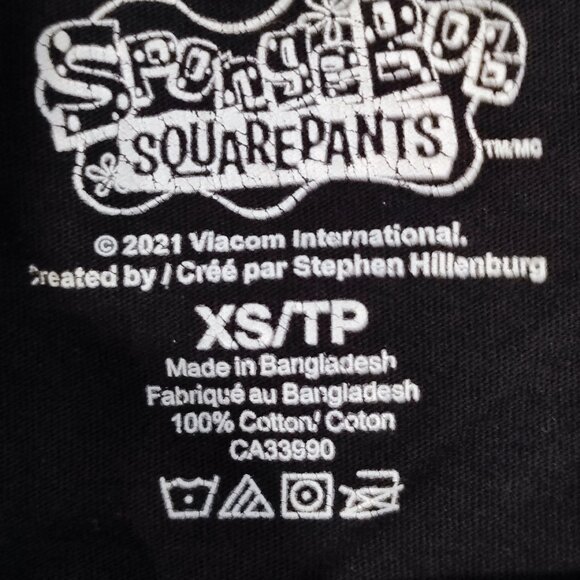 SPONGEBOB
SQUAREPANTS TM/MC
© 2021 Viacom International.
Created by / Créé par Stephen Hillenburg
XS/TP
Made in Bangladesh
Fabriqué au Bangladesh
100% Cotton/ Coton
CA33990